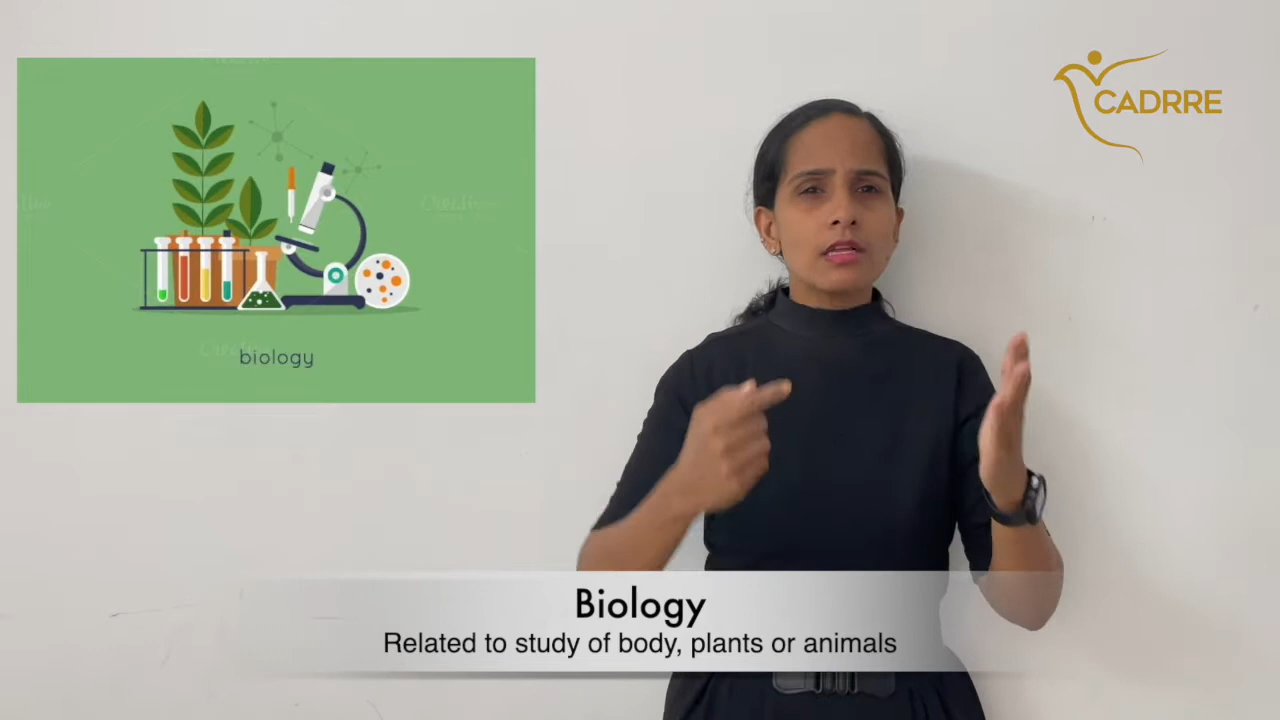 CADRRE
biology
Biology
Related to study of body, plants or animals